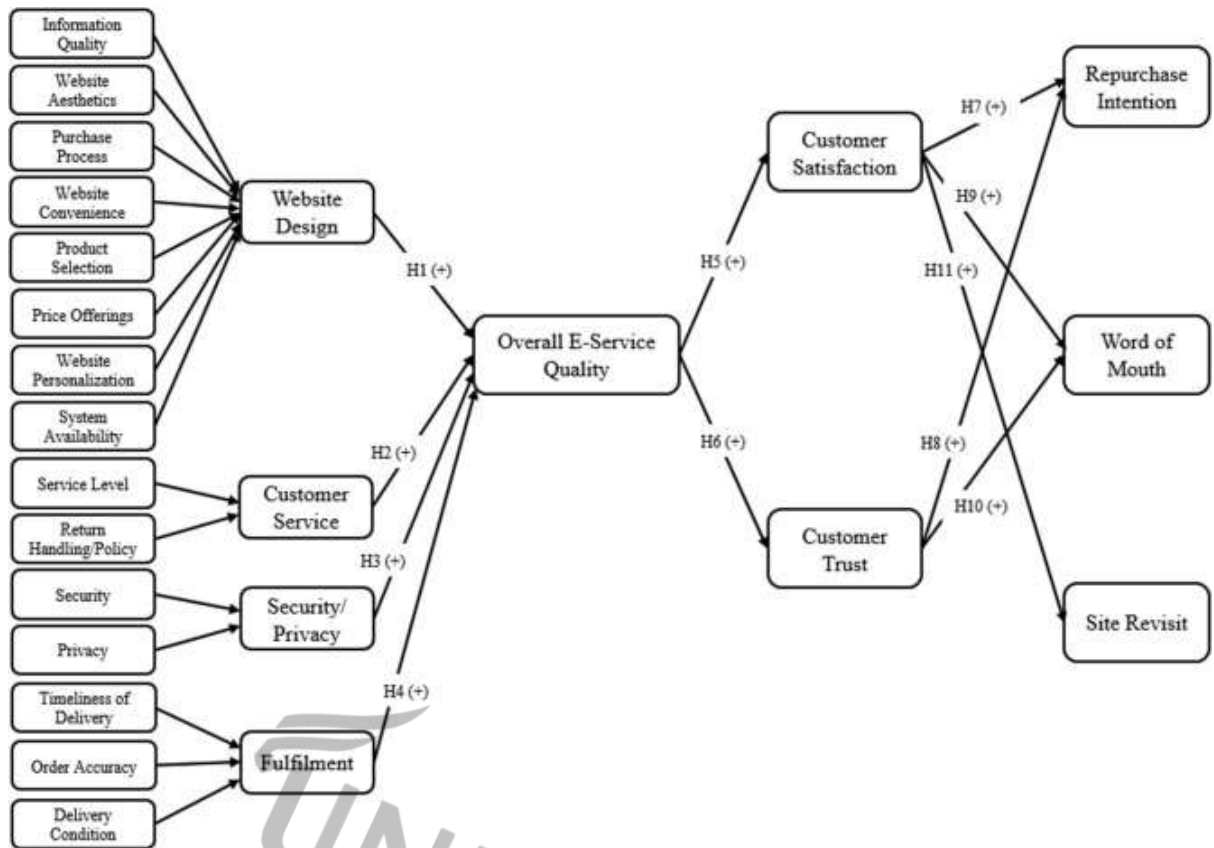 Information
Quality
Website
Aesthetics
Purchase
Process
Website
Convenience
Product
Selection
Price Offerings
Website
Personalization
System
Availability
Service Level
Return
Handling/Policy
Security
Privacy
Timeliness of
Delivery
Order Accuracy
Delivery
Condition
Website
Design
Customer
Service
Security/
Privacy
Fulfilment
H1 (+)
H2 (+)
H3 (+)
H4 (+)
Overall E-Service
Quality
H5 (+)
H6 (+)
Customer
Satisfaction
Customer
Trust
H7 (+)
H9 (+)
H11 (+)
H8 (+)
H10 (+)
Repurchase
Intention
Word of
Mouth
Site Revisit